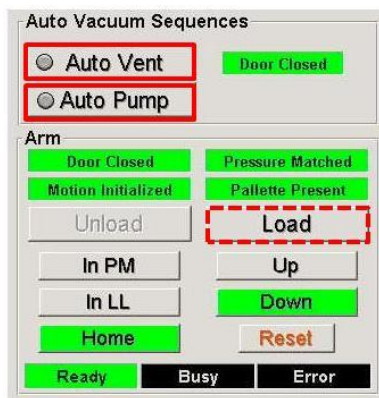 Auto Vacuum Sequences
Auto Vent
Door Closed
Auto Pump
Arm
Door Closed Pressure Matched
Motion Initialized Pallette Present
Unload Load
In PM Up
In LL Down
Home Reset
Ready Busy Error